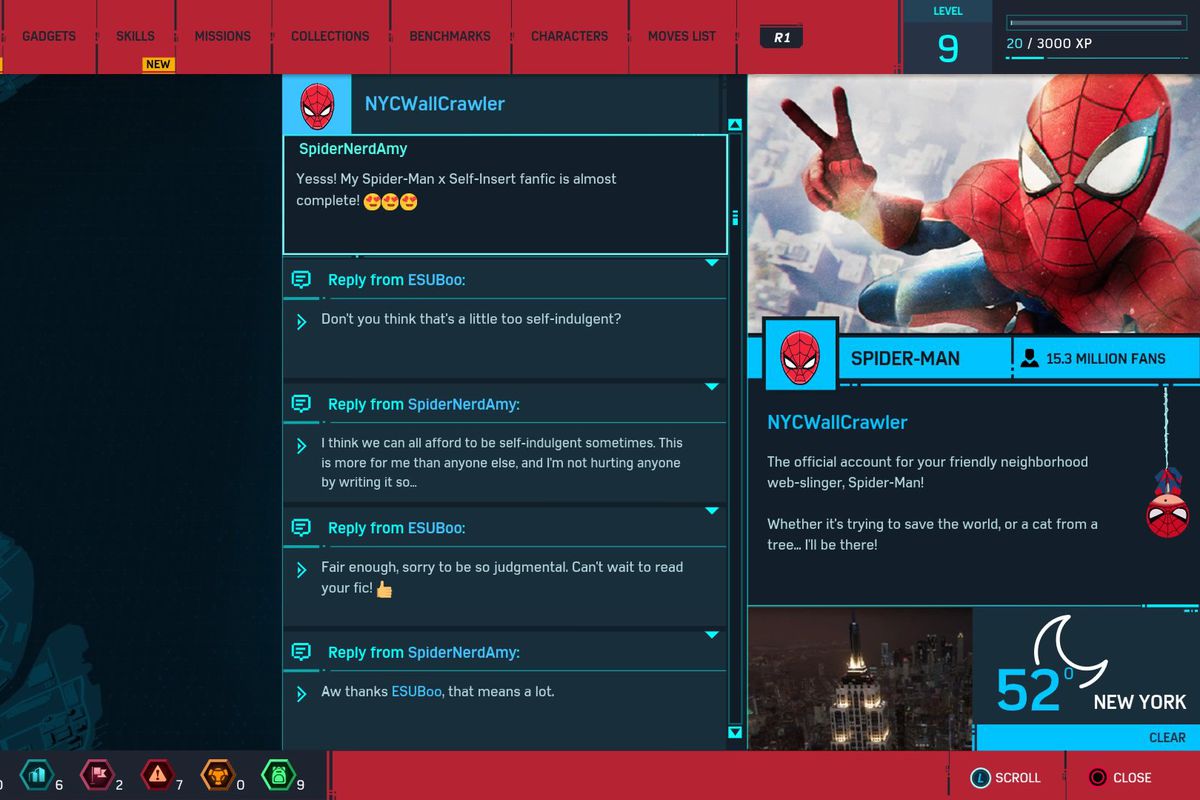 GADGETS
SKILLS
MISSIONS
COLLECTIONS
BENCHMARKS
CHARACTERS
MOVES LIST
R1
NEW
LEVEL
9
20 / 3000 XP
NYCWallCrawler
SpiderNerdAmy
Yesss! My Spider-Man x Self-Insert fanfic is almost
complete! 😍😍😍
Reply from ESUBoo:
Don't you think that's a little too self-indulgent?
Reply from SpiderNerdAmy:
I think we can all afford to be self-indulgent sometimes. This
is more for me than anyone else, and I'm not hurting anyone
by writing it so...
Reply from ESUBoo:
Fair enough, sorry to be so judgmental. Can't wait to read
your fic! 👍
Reply from SpiderNerdAmy:
Aw thanks ESUBoo, that means a lot.
SPIDER-MAN
15.3 MILLION FANS
NYCWallCrawler
The official account for your friendly neighborhood
web-slinger, Spider-Man!
Whether it's trying to save the world, or a cat from a
tree... I'll be there!
52°
NEW YORK
CLEAR
6
2
7
0
9
L SCROLL
CLOSE